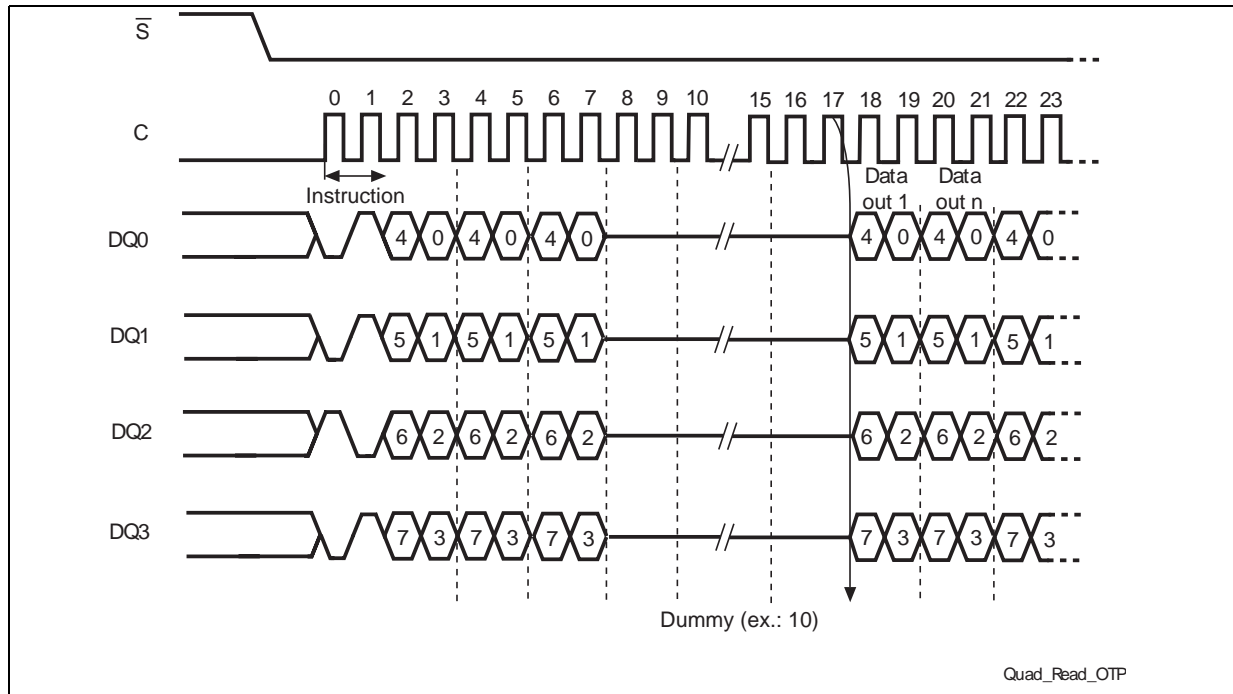 S
0 1 2 3 4 5 6 7 8 9 10 15 16 17 18 19 20 21 22 23
C
Data Data
Instruction out 1 out n
DQ0 4 0 4 0 4 0 4 0 4 0 4 0
DQ1 5 1 5 1 5 1 5 1 5 1 5 1
DQ2 6 2 6 2 6 2 6 2 6 2 6 2
DQ3 7 3 7 3 7 3 7 3 7 3 7 3
Dummy (ex.: 10)
Quad_Read_OTP